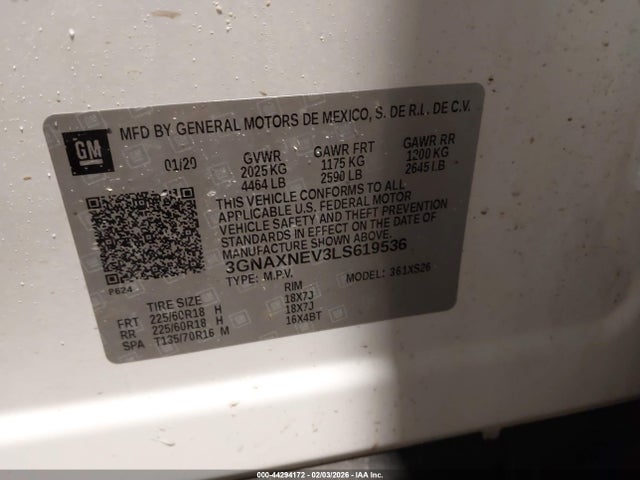 GM
MFD BY GENERAL MOTORS DE MEXICO, S. DE R.L. DE C.V.
01/20 GVWR GAWR FRT GAWR RR
2025 KG 1175 KG 1200 KG
4464 LB 2590 LB 2645 LB
THIS VEHICLE CONFORMS TO ALL
APPLICABLE U.S. FEDERAL MOTOR
VEHICLE SAFETY AND THEFT PREVENTION
STANDARDS IN EFFECT ON THE DATE OF
MANUFACTURE SHOWN ABOVE.
3GNAXNEV3LS619536
TYPE: M.P.V. MODEL: 361XS26
P624
TIRE SIZE RIM
FRT 225/60R18 H 18X7J
RR 225/60R18 H 18X7J
SPA T135/70R16 M 16X4BT
000-44294172 - 02/03/2026 - IAA Inc.